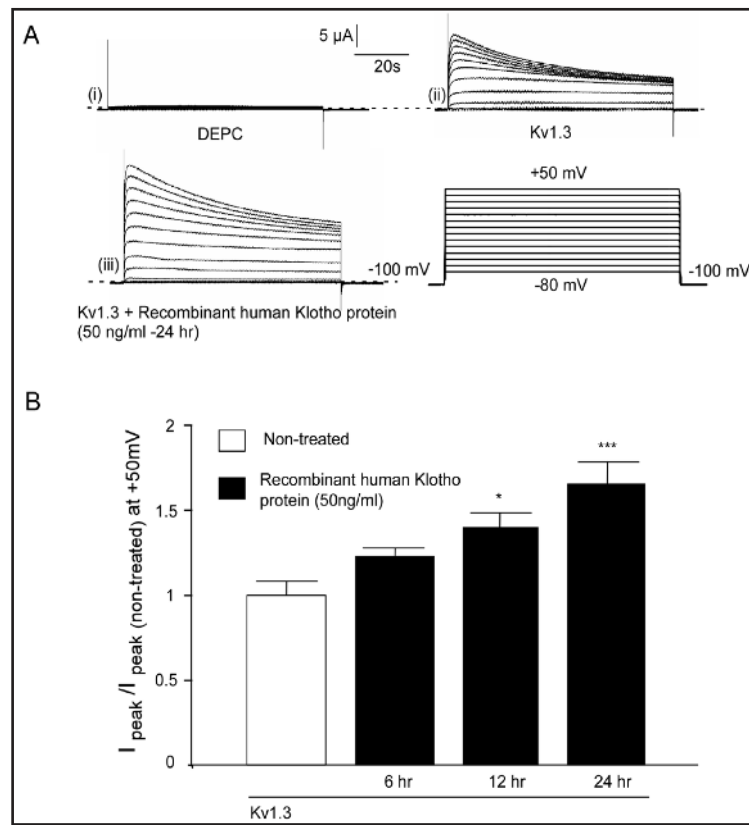 A
5 µA
20s
(i)
DEPC
(ii)
Kv1.3
(iii)
Kv1.3 + Recombinant human Klotho protein
(50 ng/ml -24 hr)
+50 mV
-100 mV
-80 mV
-100 mV
B
I peak /I peak (non-treated) at +50mV
2
1.5
1
0.5
0
Non-treated
Recombinant human Klotho
protein (50ng/ml)
*
***
6 hr
12 hr
24 hr
Kv1.3